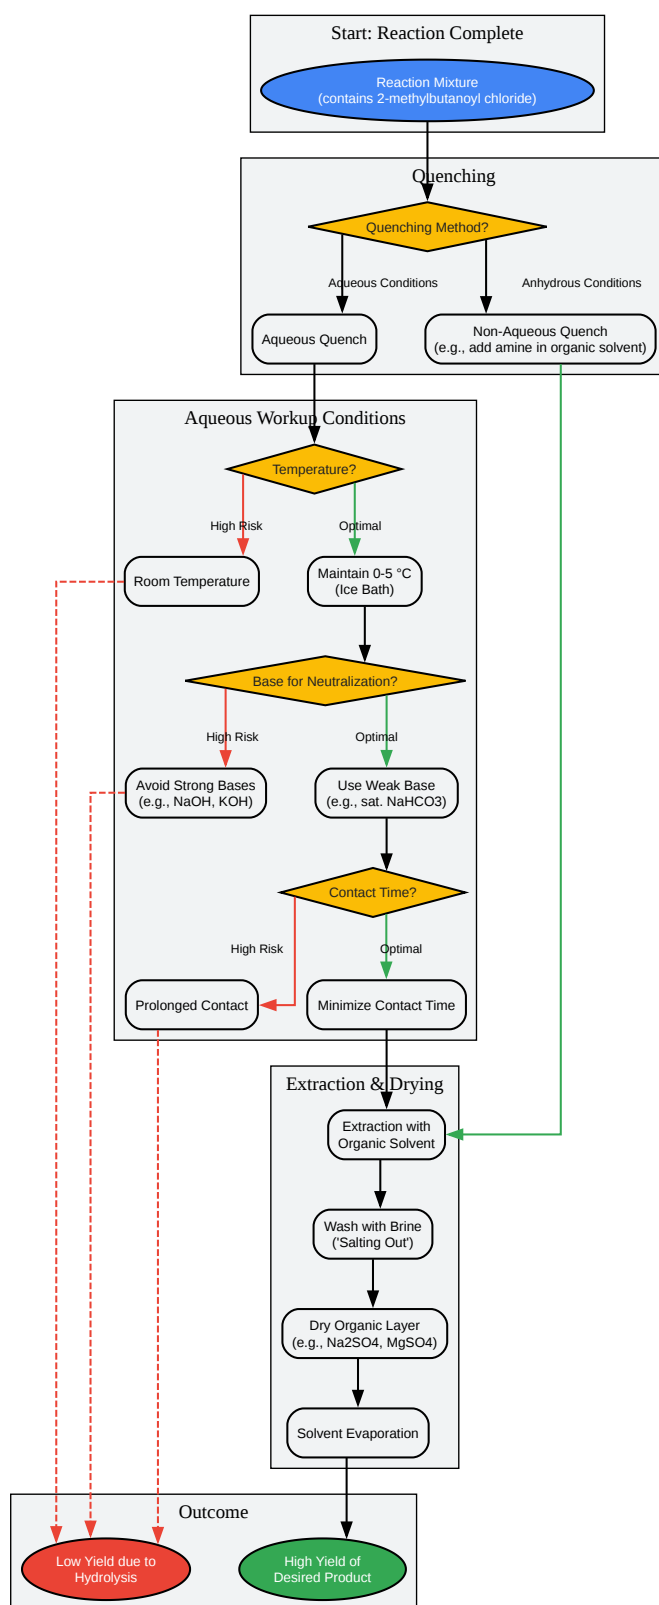 Start: Reaction Complete
Reaction Mixture
(contains 2-methylbutanoyl chloride)
Quenching
Quenching Method?
Aqueous Conditions
Anhydrous Conditions
Aqueous Quench
Non-Aqueous Quench
(e.g., add amine in organic solvent)
Aqueous Workup Conditions
Temperature?
High Risk
Optimal
Room Temperature
Maintain 0-5 °C
(Ice Bath)
Base for Neutralization?
High Risk
Optimal
Avoid Strong Bases
(e.g., NaOH, KOH)
Use Weak Base
(e.g., sat. NaHCO3)
Contact Time?
High Risk
Optimal
Prolonged Contact
Minimize Contact Time
Extraction & Drying
Extraction with
Organic Solvent
Wash with Brine
('Salting Out')
Dry Organic Layer
(e.g., Na2SO4, MgSO4)
Solvent Evaporation
Outcome
Low Yield due to
Hydrolysis
High Yield of
Desired Product